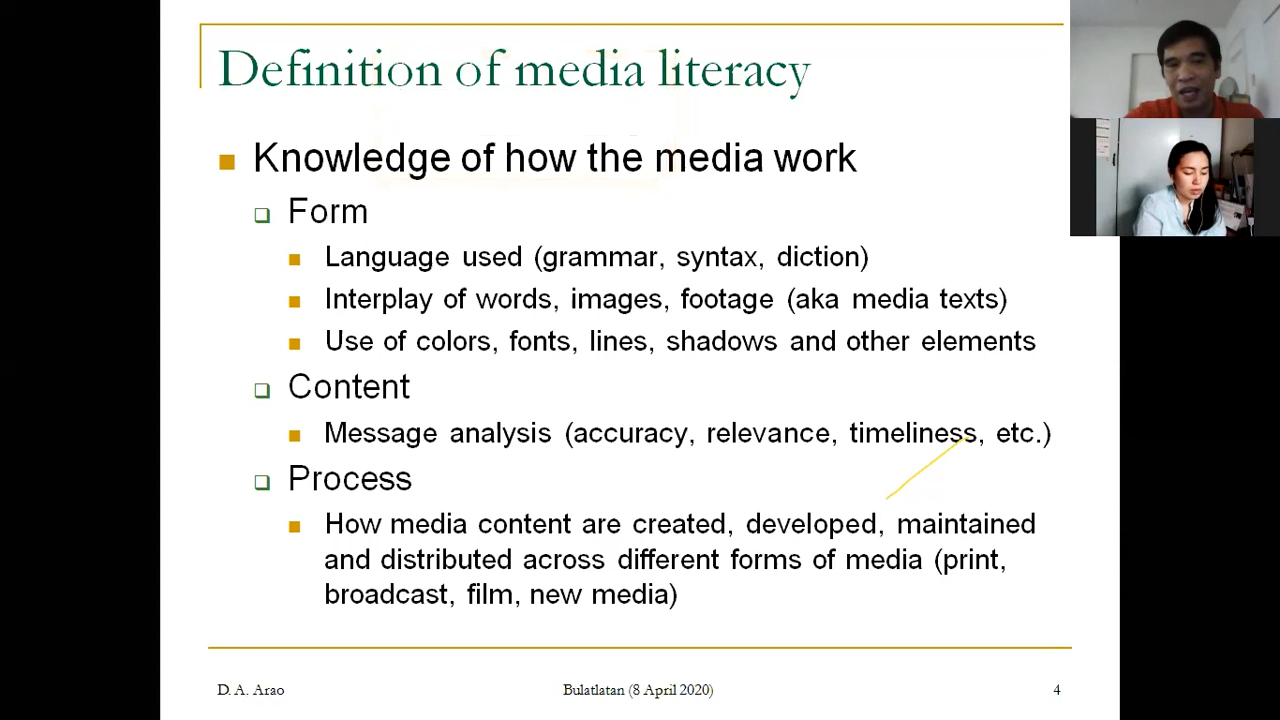 Definition of media literacy
Knowledge of how the media work
Form
Language used (grammar, syntax, diction)
Interplay of words, images, footage (aka media texts)
Use of colors, fonts, lines, shadows and other elements
Content
Message analysis (accuracy, relevance, timeliness, etc.)
Process
How media content are created, developed, maintained
and distributed across different forms of media (print,
broadcast, film, new media)
D. A. Arao
Bulatlatan (8 April 2020)
4